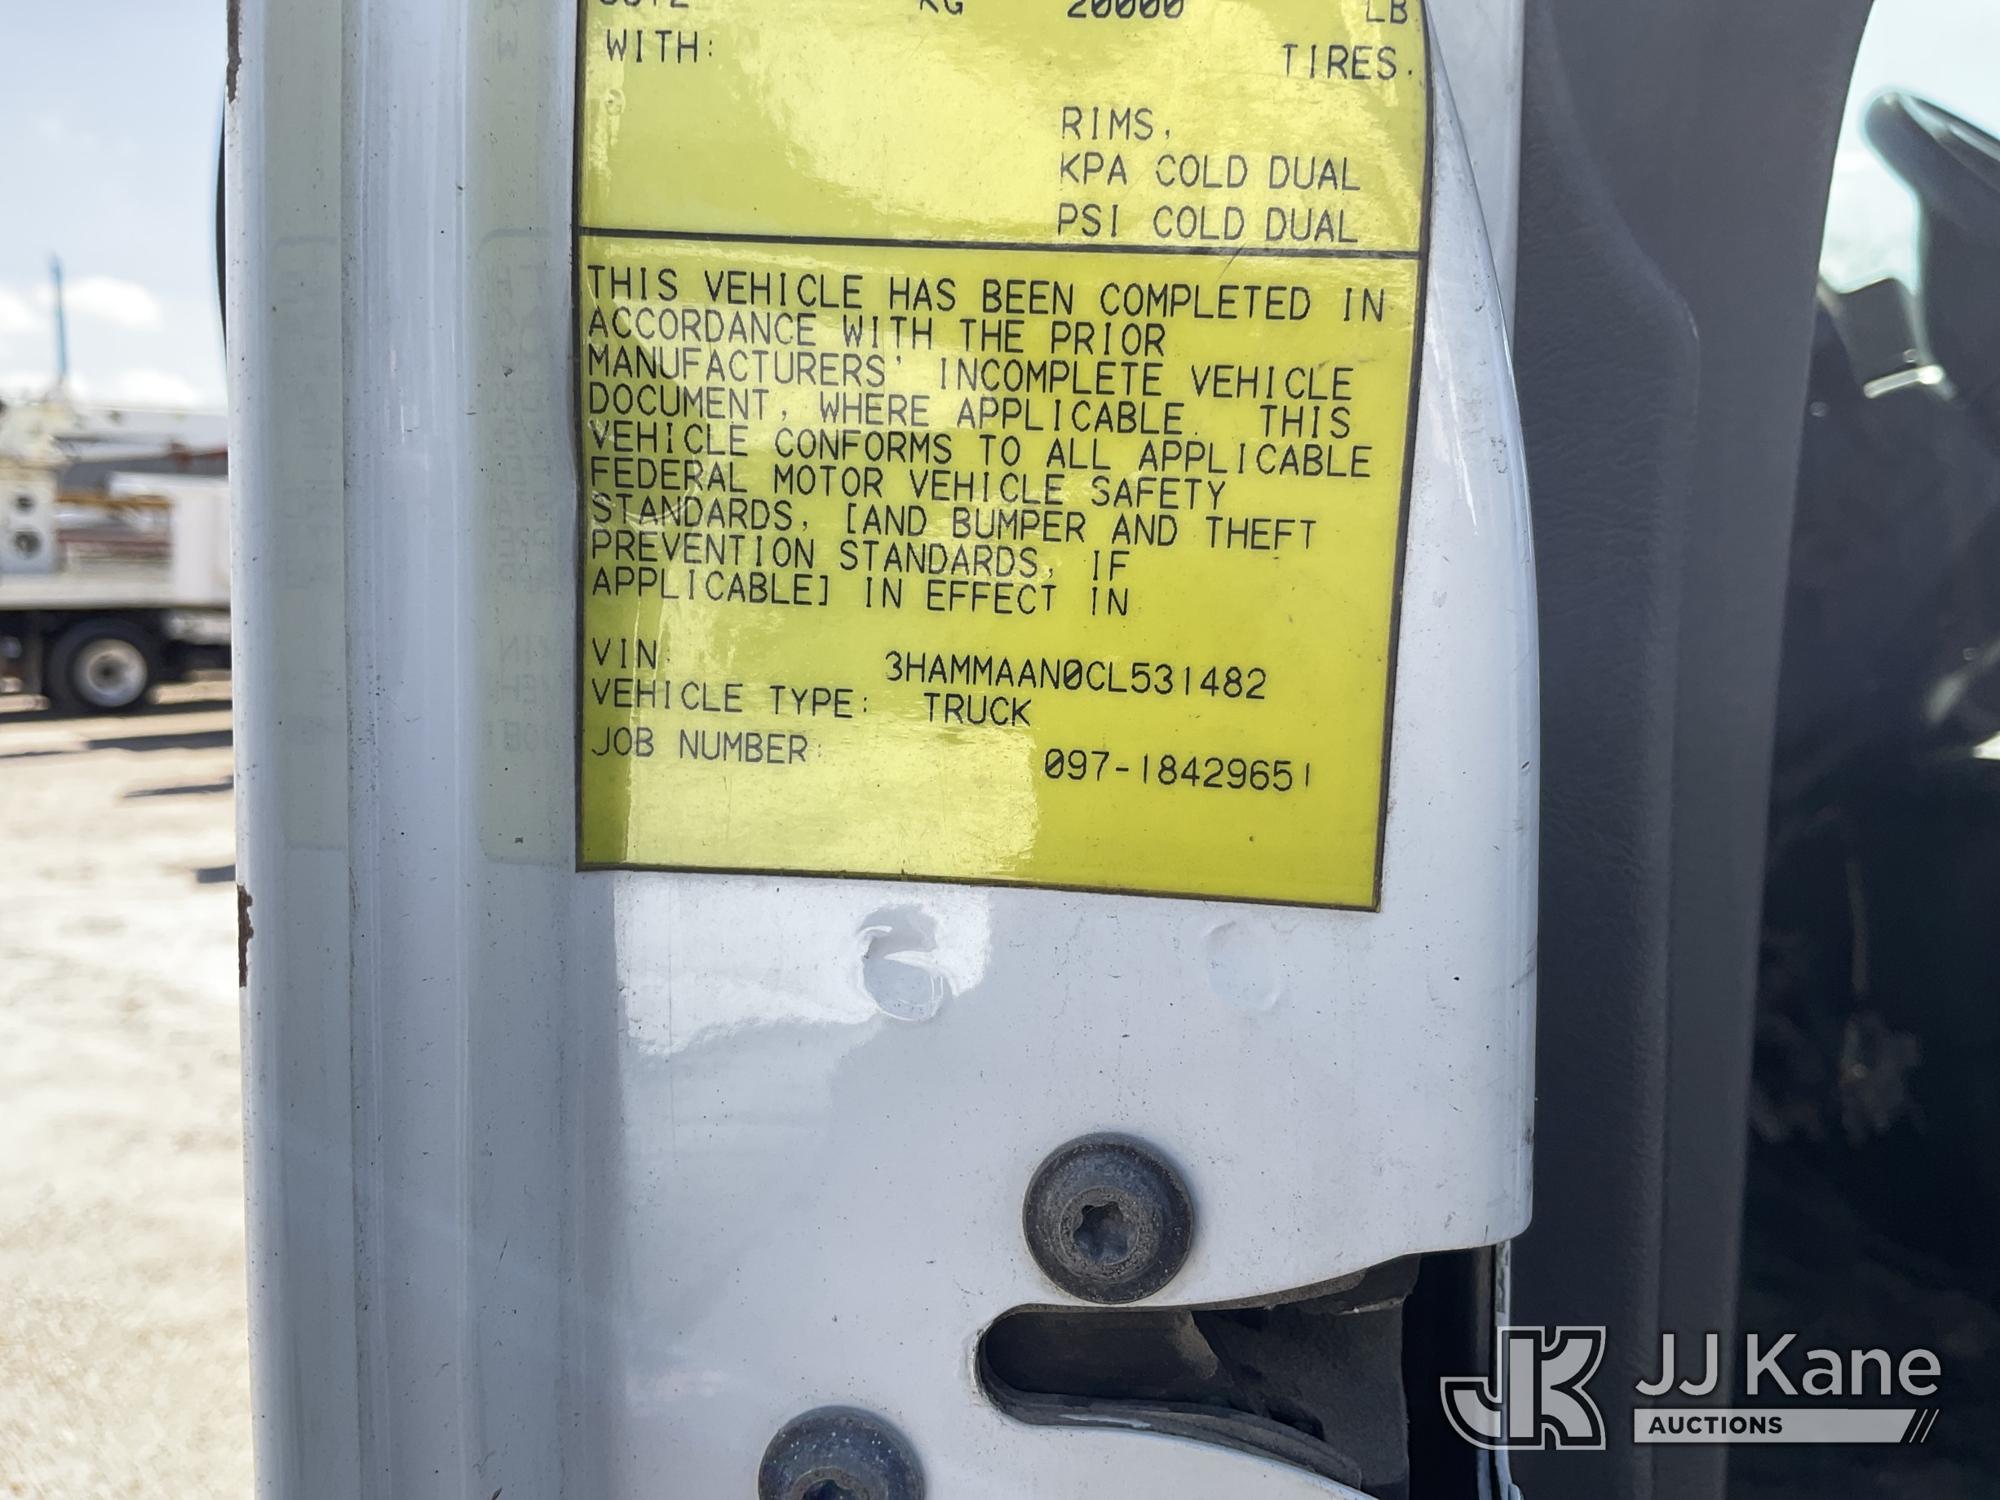 KG 20000 LB
WITH: TIRES.
RIMS,
KPA COLD DUAL
PSI COLD DUAL
THIS VEHICLE HAS BEEN COMPLETED IN
ACCORDANCE WITH THE PRIOR
MANUFACTURERS' INCOMPLETE VEHICLE
DOCUMENT, WHERE APPLICABLE. THIS
VEHICLE CONFORMS TO ALL APPLICABLE
FEDERAL MOTOR VEHICLE SAFETY
STANDARDS, [AND BUMPER AND THEFT
PREVENTION STANDARDS, IF
APPLICABLE] IN EFFECT IN
VIN: 3HAMMAAN0CL531482
VEHICLE TYPE: TRUCK
JOB NUMBER: 097-18429651
JK JJ Kane
AUCTIONS